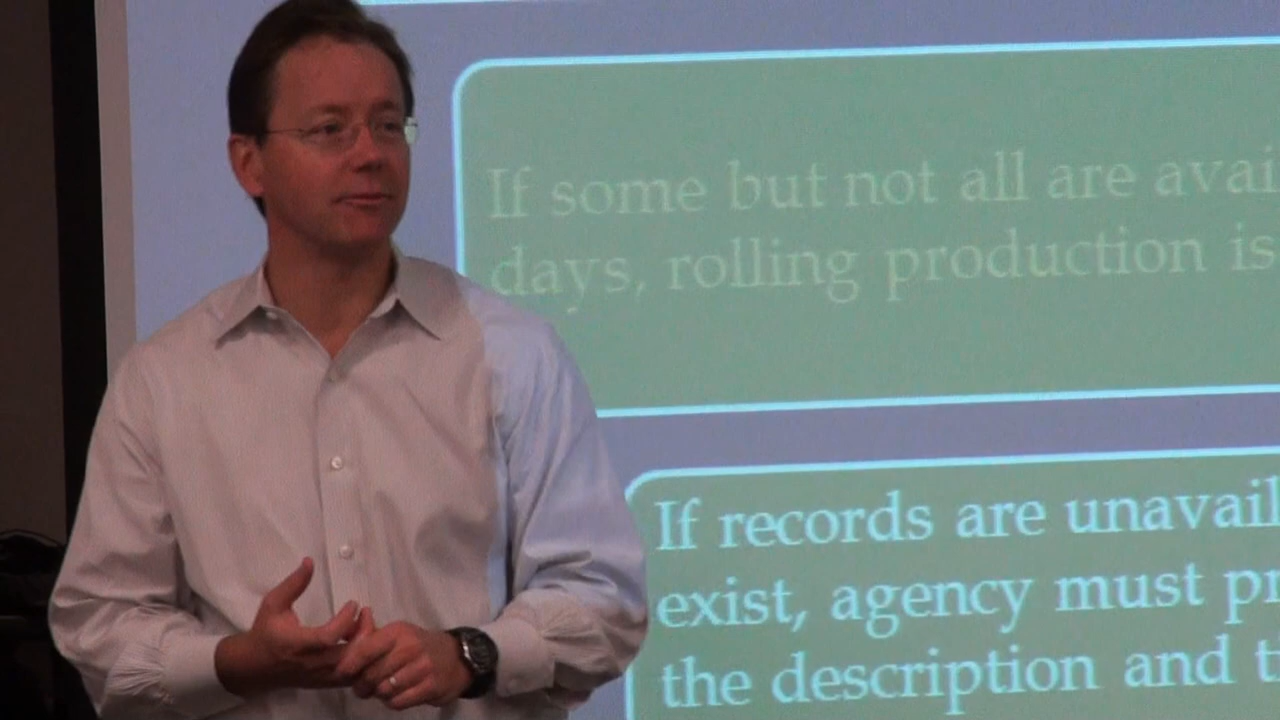 If some but not all are avai
days, rolling production is
If records are unavail
exist, agency must pr
the description and t